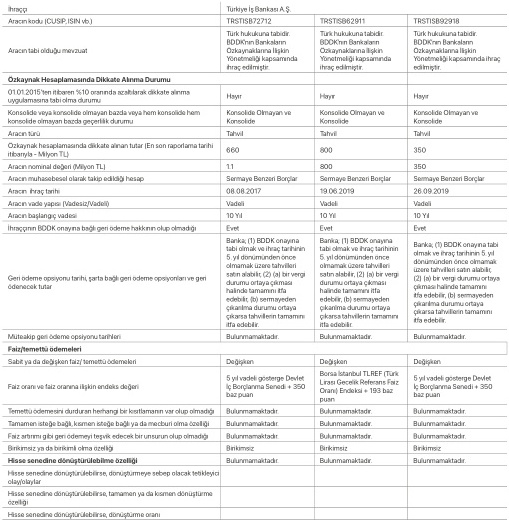 İhraççı Türkiye İş Bankası A.Ş.
Aracın kodu (CUSIP, ISIN vb.) TRSTISB72712 TRSTISB62911 TRSTISB92918
Aracın tabi olduğu mevzuat
Türk hukukuna tabidir.
BDDK'nın Bankaların
Özkaynaklarına İlişkin
Yönetmeliği kapsamında
ihraç edilmiştir.
Türk hukukuna tabidir.
BDDK'nın Bankaların
Özkaynaklarına İlişkin
Yönetmeliği kapsamında
ihraç edilmiştir.
Türk hukukuna tabidir.
BDDK'nın Bankaların
Özkaynaklarına İlişkin
Yönetmeliği kapsamında ihraç
edilmiştir.
Özkaynak Hesaplamasında Dikkate Alınma Durumu
01.01.2015'ten itibaren %10 oranında azaltılarak dikkate alınma
uygulamasına tabi olma durumu
Hayır Hayır Hayır
Konsolide veya konsolide olmayan bazda veya hem konsolide hem
konsolide olmayan bazda geçerlilik durumu
Konsolide Olmayan ve
Konsolide
Konsolide Olmayan ve
Konsolide
Konsolide Olmayan ve
Konsolide
Aracın türü Tahvil Tahvil Tahvil
Özkaynak hesaplamasında dikkate alınan tutar (En son raporlama tarihi
itibarıyla - Milyon TL)
660 800 350
Aracın nominal değeri (Milyon TL) 1.1 800 350
Aracın muhasebesel olarak takip edildiği hesap Sermaye Benzeri Borçlar Sermaye Benzeri Borçlar Sermaye Benzeri Borçlar
Aracın ihraç tarihi 08.08.2017 19.06.2019 26.09.2019
Aracın vade yapısı (Vadesiz/Vadeli) Vadeli Vadeli Vadeli
Aracın başlangıç vadesi 10 Yıl 10 Yıl 10 Yıl
İhraççının BDDK onayına bağlı geri ödeme hakkının olup olmadığı Evet Evet Evet
Geri ödeme opsiyonu tarihi, şarta bağlı geri ödeme opsiyonları ve geri
ödenecek tutar
Banka; (1) BDDK onayına
tabi olmak ve ihraç tarihinin
5. yıl dönümünden önce
olmamak üzere tahvilleri
satın alabilir, (2) (a) bir vergi
durumu ortaya çıkması
halinde tamamını itfa
edebilir, (b) sermayeden
çıkarılma durumu ortaya
çıkarsa tahvillerin tamamını
itfa edebilir.
Banka; (1) BDDK onayına
tabi olmak ve ihraç tarihinin
5. yıl dönümünden önce
olmamak üzere tahvilleri
satın alabilir, (2) (a) bir vergi
durumu ortaya çıkması
halinde tamamını itfa
edebilir, (b) sermayeden
çıkarılma durumu ortaya
çıkarsa tahvillerin tamamını
itfa edebilir.
Banka; (1) BDDK onayına tabi
olmak ve ihraç tarihinin 5. yıl
dönümünden önce olmamak
üzere tahvilleri satın alabilir,
(2) (a) bir vergi durumu ortaya
çıkması halinde tamamını
itfa edebilir, (b) sermayeden
çıkarılma durumu ortaya
çıkarsa tahvillerin tamamını
itfa edebilir.
Müteakip geri ödeme opsiyonu tarihleri Bulunmamaktadır. Bulunmamaktadır. Bulunmamaktadır.
Faiz/temettü ödemeleri
Sabit ya da değişken faiz/ temettü ödemeleri Değişken Değişken Değişken
Faiz oranı ve faiz oranına ilişkin endeks değeri
5 yıl vadeli gösterge Devlet
İç Borçlanma Senedi + 350
baz puan
Borsa İstanbul TLREF (Türk
Lirası Gecelik Referans Faiz
Oranı) Endeksi + 193 baz
puan
5 yıl vadeli gösterge Devlet
İç Borçlanma Senedi + 350
baz puan
Temettü ödemesini durduran herhangi bir kısıtlamanın var olup olmadığı Bulunmamaktadır. Bulunmamaktadır. Bulunmamaktadır.
Tamamen isteğe bağlı, kısmen isteğe bağlı ya da mecburi olma özelliği Bulunmamaktadır. Bulunmamaktadır. Bulunmamaktadır.
Faiz artırımı gibi geri ödemeyi teşvik edecek bir unsurun olup olmadığı Bulunmamaktadır. Bulunmamaktadır. Bulunmamaktadır.
Birikimsiz ya da birikimli olma özelliği Birikimsiz Birikimsiz Birikimsiz
Hisse senedine dönüştürülebilme özelliği Bulunmamaktadır. Bulunmamaktadır. Bulunmamaktadır.
Hisse senedine dönüştürülebilirse, dönüştürmeye sebep olacak tetikleyici
olay/olaylar
Hisse senedine dönüştürülebilirse, tamamen ya da kısmen dönüştürme
özelliği
Hisse senedine dönüştürülebilirse, dönüştürme oranı